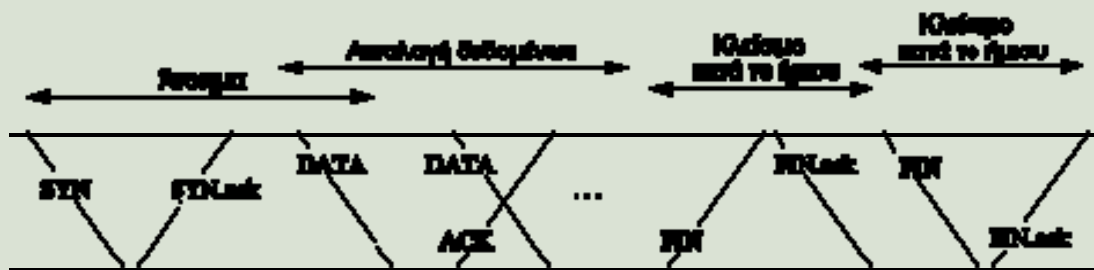 Άνοιγμα
Ανταλλαγή δεδομένων
Κλείσιμο
κατά το ήμισυ
Κλείσιμο
κατά το ήμισυ
SYN
SYN.ack
DATA
DATA
ACK
...
FIN
FIN.ack
FIN
FIN.ack